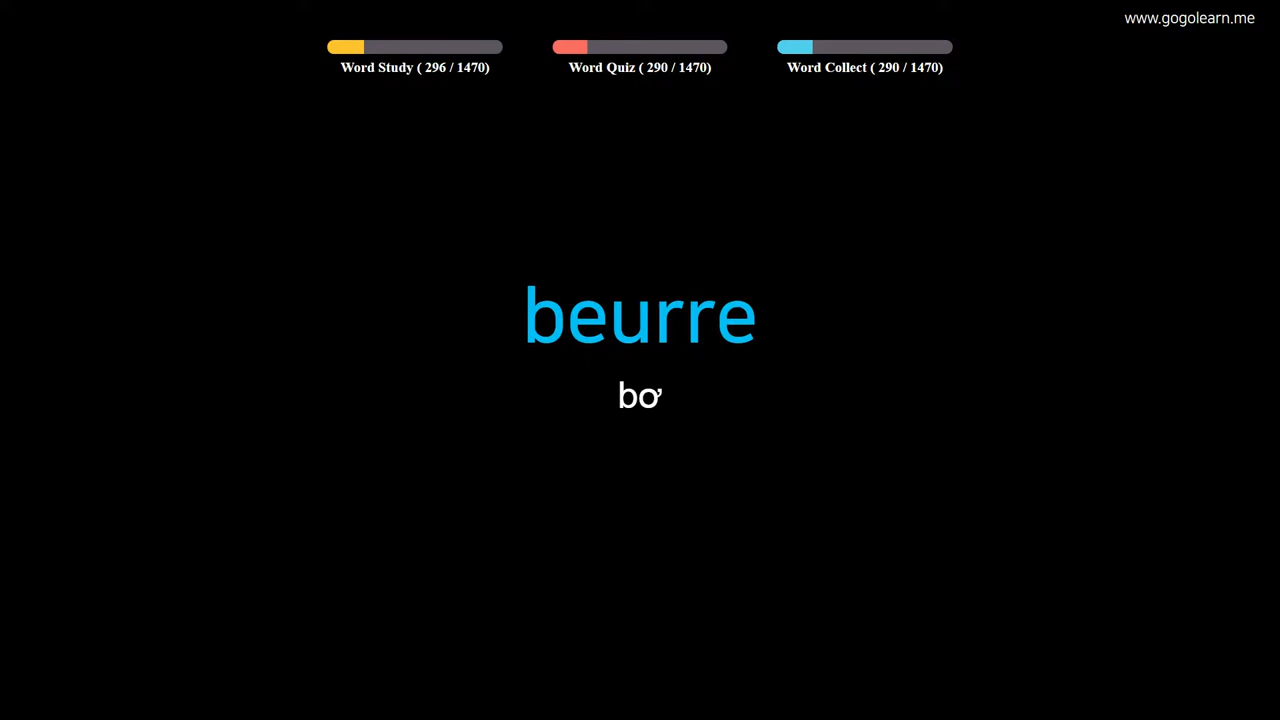 www.gogolearn.me
Word Study ( 296 / 1470)
Word Quiz ( 290 / 1470)
Word Collect ( 290 / 1470)
beurre
bơ